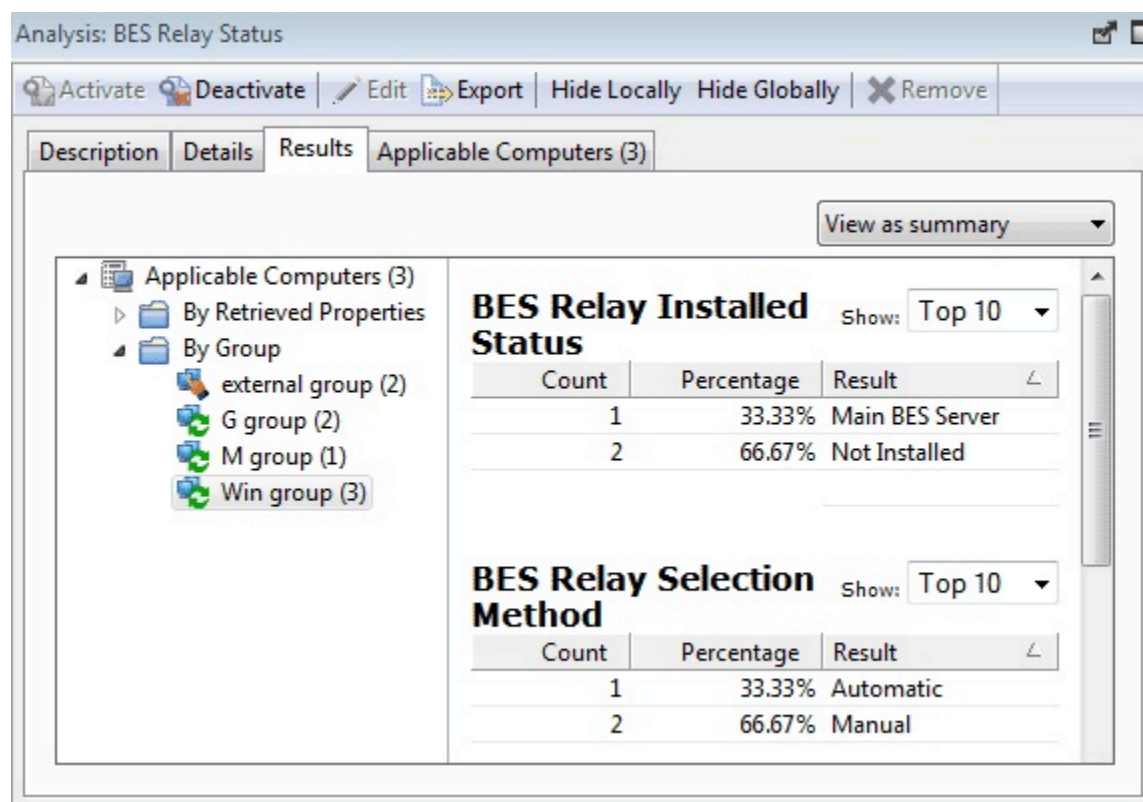 Analysis: BES Relay Status
Activate Deactivate Edit Export Hide Locally Hide Globally Remove
Description Details Results Applicable Computers (3)
View as summary
Applicable Computers (3)
By Retrieved Properties
By Group
external group (2)
G group (2)
M group (1)
Win group (3)
BES Relay Installed
Status
Show: Top 10
Count Percentage Result
1 33.33% Main BES Server
2 66.67% Not Installed
BES Relay Selection
Method
Show: Top 10
Count Percentage Result
1 33.33% Automatic
2 66.67% Manual